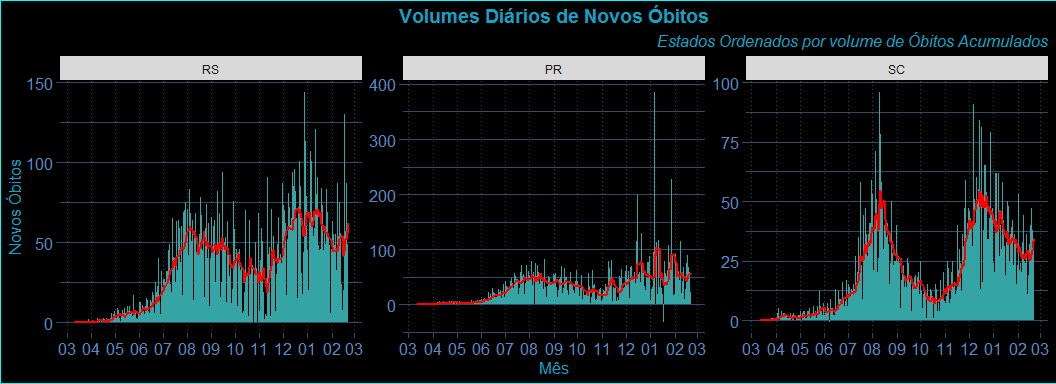 Volumes Diários de Novos Óbitos
Estados Ordenados por volume de Óbitos Acumulados
RS
PR
SC
Novos Óbitos
150
100
50
0
03 04 05 06 07 08 09 10 11 12 01 02 03
400
300
200
100
0
03 04 05 06 07 08 09 10 11 12 01 02 03
100
75
50
25
0
03 04 05 06 07 08 09 10 11 12 01 02 03
Mês